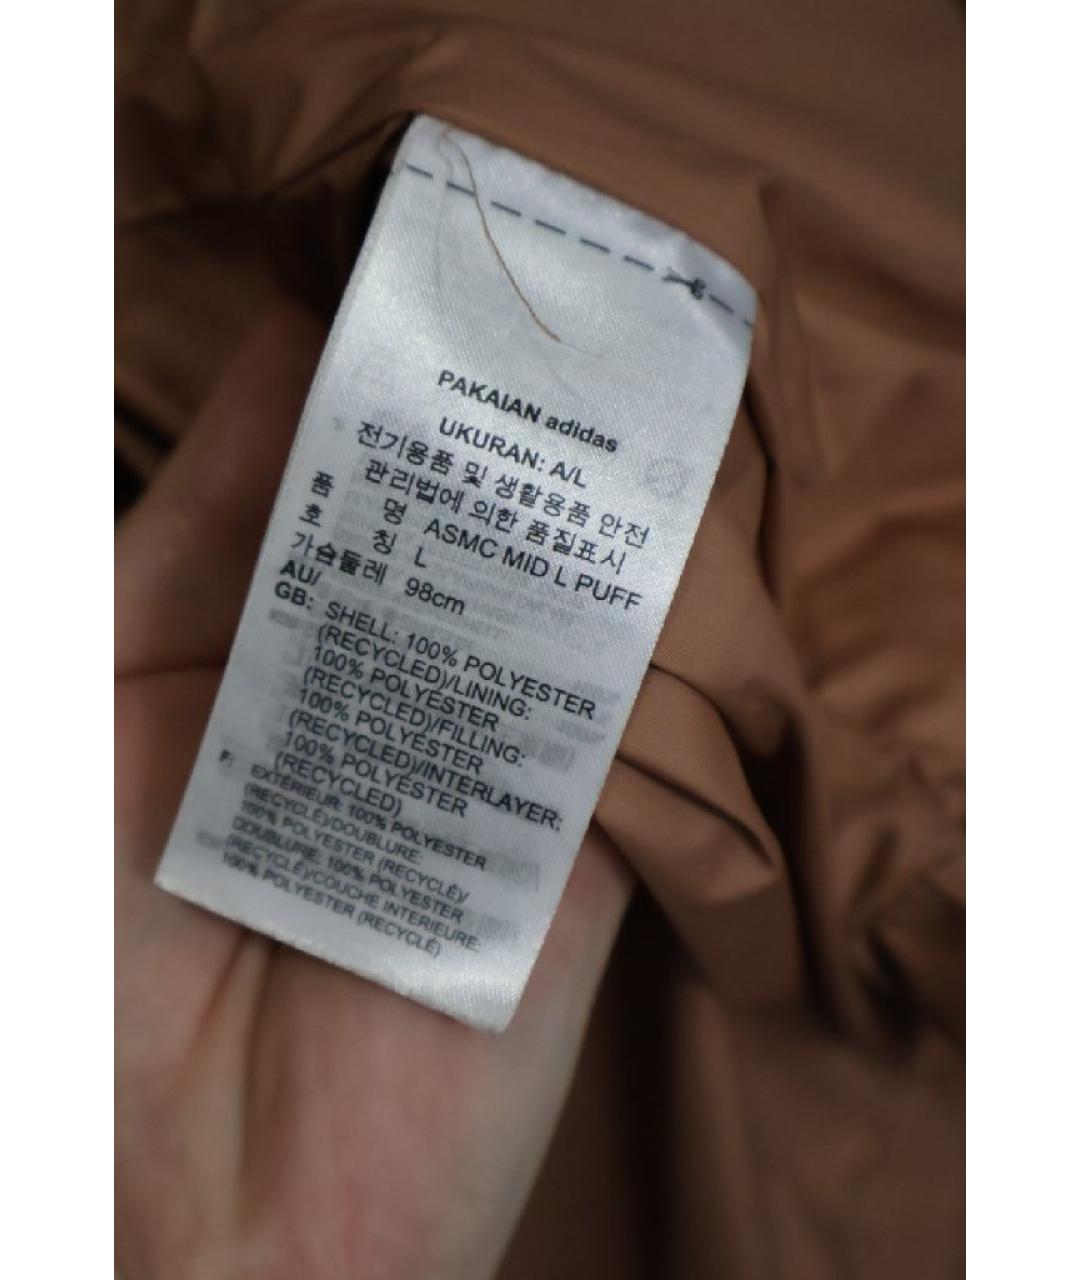 PAKAIAN adidas
UKURAN: A/L
전기용품 및 생활용품 안전
관리법에 의한 품질표시
품 명 ASMC MID L PUFF
호 칭 L
가슴둘레 98cm
AU/
GB: SHELL: 100% POLYESTER
(RECYCLED)/LINING:
100% POLYESTER
(RECYCLED)/FILLING:
100% POLYESTER
(RECYCLED)/INTERLAYER:
100% POLYESTER
(RECYCLED)
F: EXTÉRIEUR: 100% POLYESTER
(RECYCLÉ)/DOUBLURE:
100% POLYESTER (RECYCLÉ)/
DOUBLURE: 100% POLYESTER
(RECYCLÉ)/COUCHE INTERIEURE:
100% POLYESTER (RECYCLÉ)